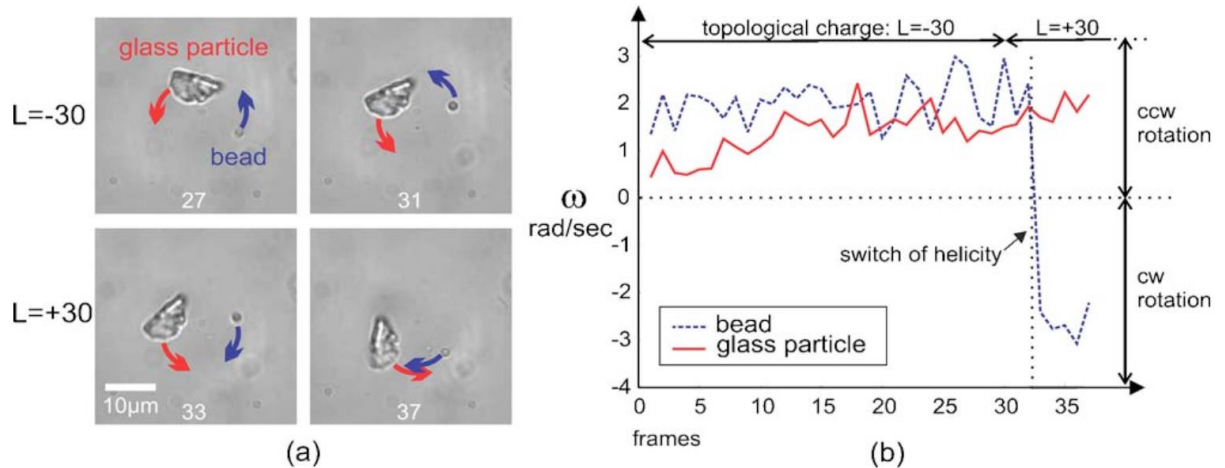 glass particle
L=-30
bead
27
31
L=+30
10µm
33
37
(a)
topological charge: L=-30
L=+30
3
2
1
0
-1
-2
-3
-4
ω
rad/sec
ccw
rotation
switch of helicity
cw
rotation
bead
glass particle
0
5
10
15
20
25
30
35
frames
(b)